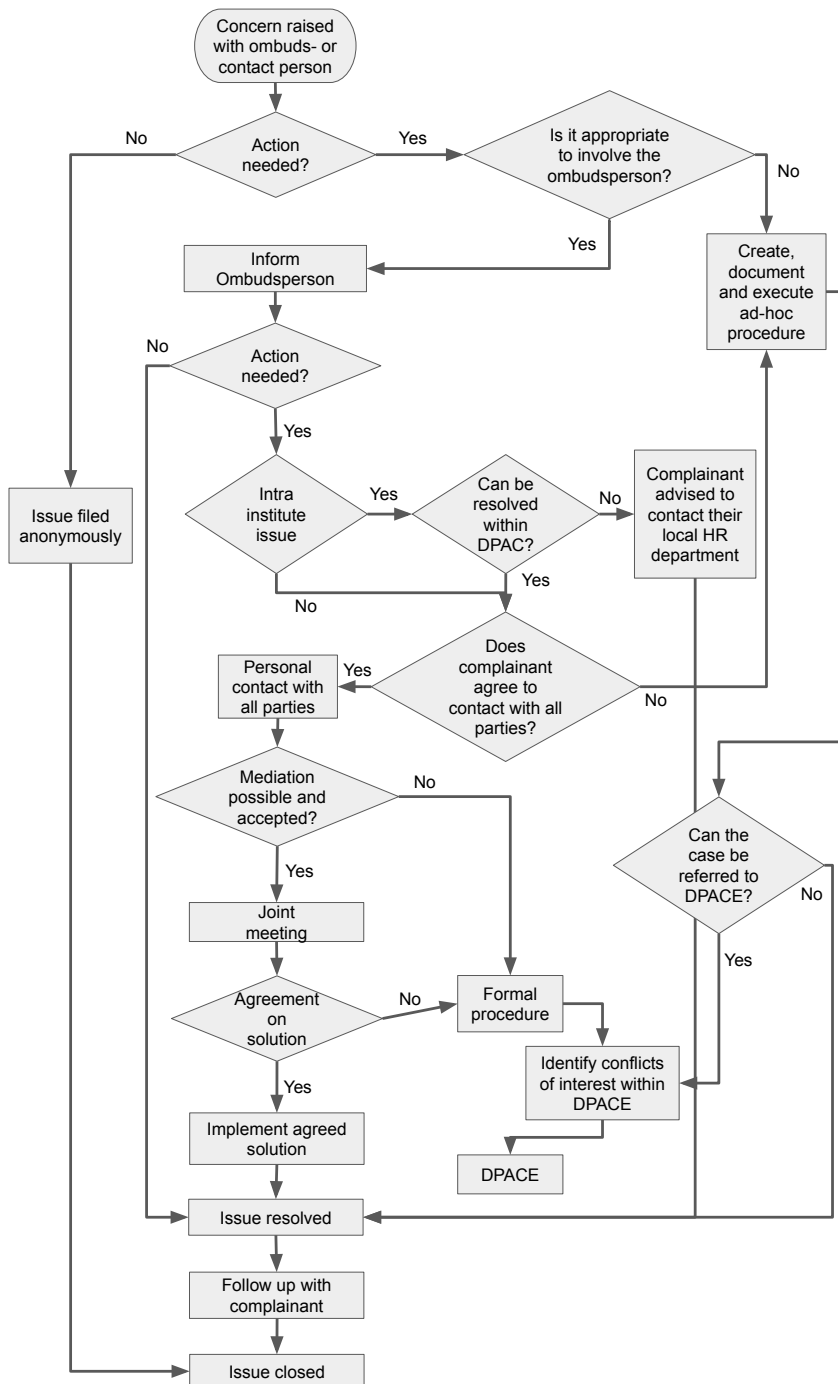 Concern raised
with ombuds- or
contact person
No
Action
needed?
Yes
Is it appropriate
to involve the
ombudsperson?
No
Yes
Inform
Ombudsperson
Create,
document
and execute
ad-hoc
procedure
No
Action
needed?
Yes
Issue filed
anonymously
Intra
institute
issue
Yes
Can be
resolved
within
DPAC?
No
Complainant
advised to
contact their
local HR
department
No
Yes
Does
complainant
agree to
contact with all
parties?
Yes
No
Personal
contact with
all parties
Mediation
possible and
accepted?
No
Yes
Can the
case be
referred to
DPACE?
No
Yes
Joint
meeting
Agreement
on
solution
No
Formal
procedure
Yes
Identify conflicts
of interest within
DPACE
Implement agreed
solution
DPACE
Issue resolved
Follow up with
complainant
Issue closed